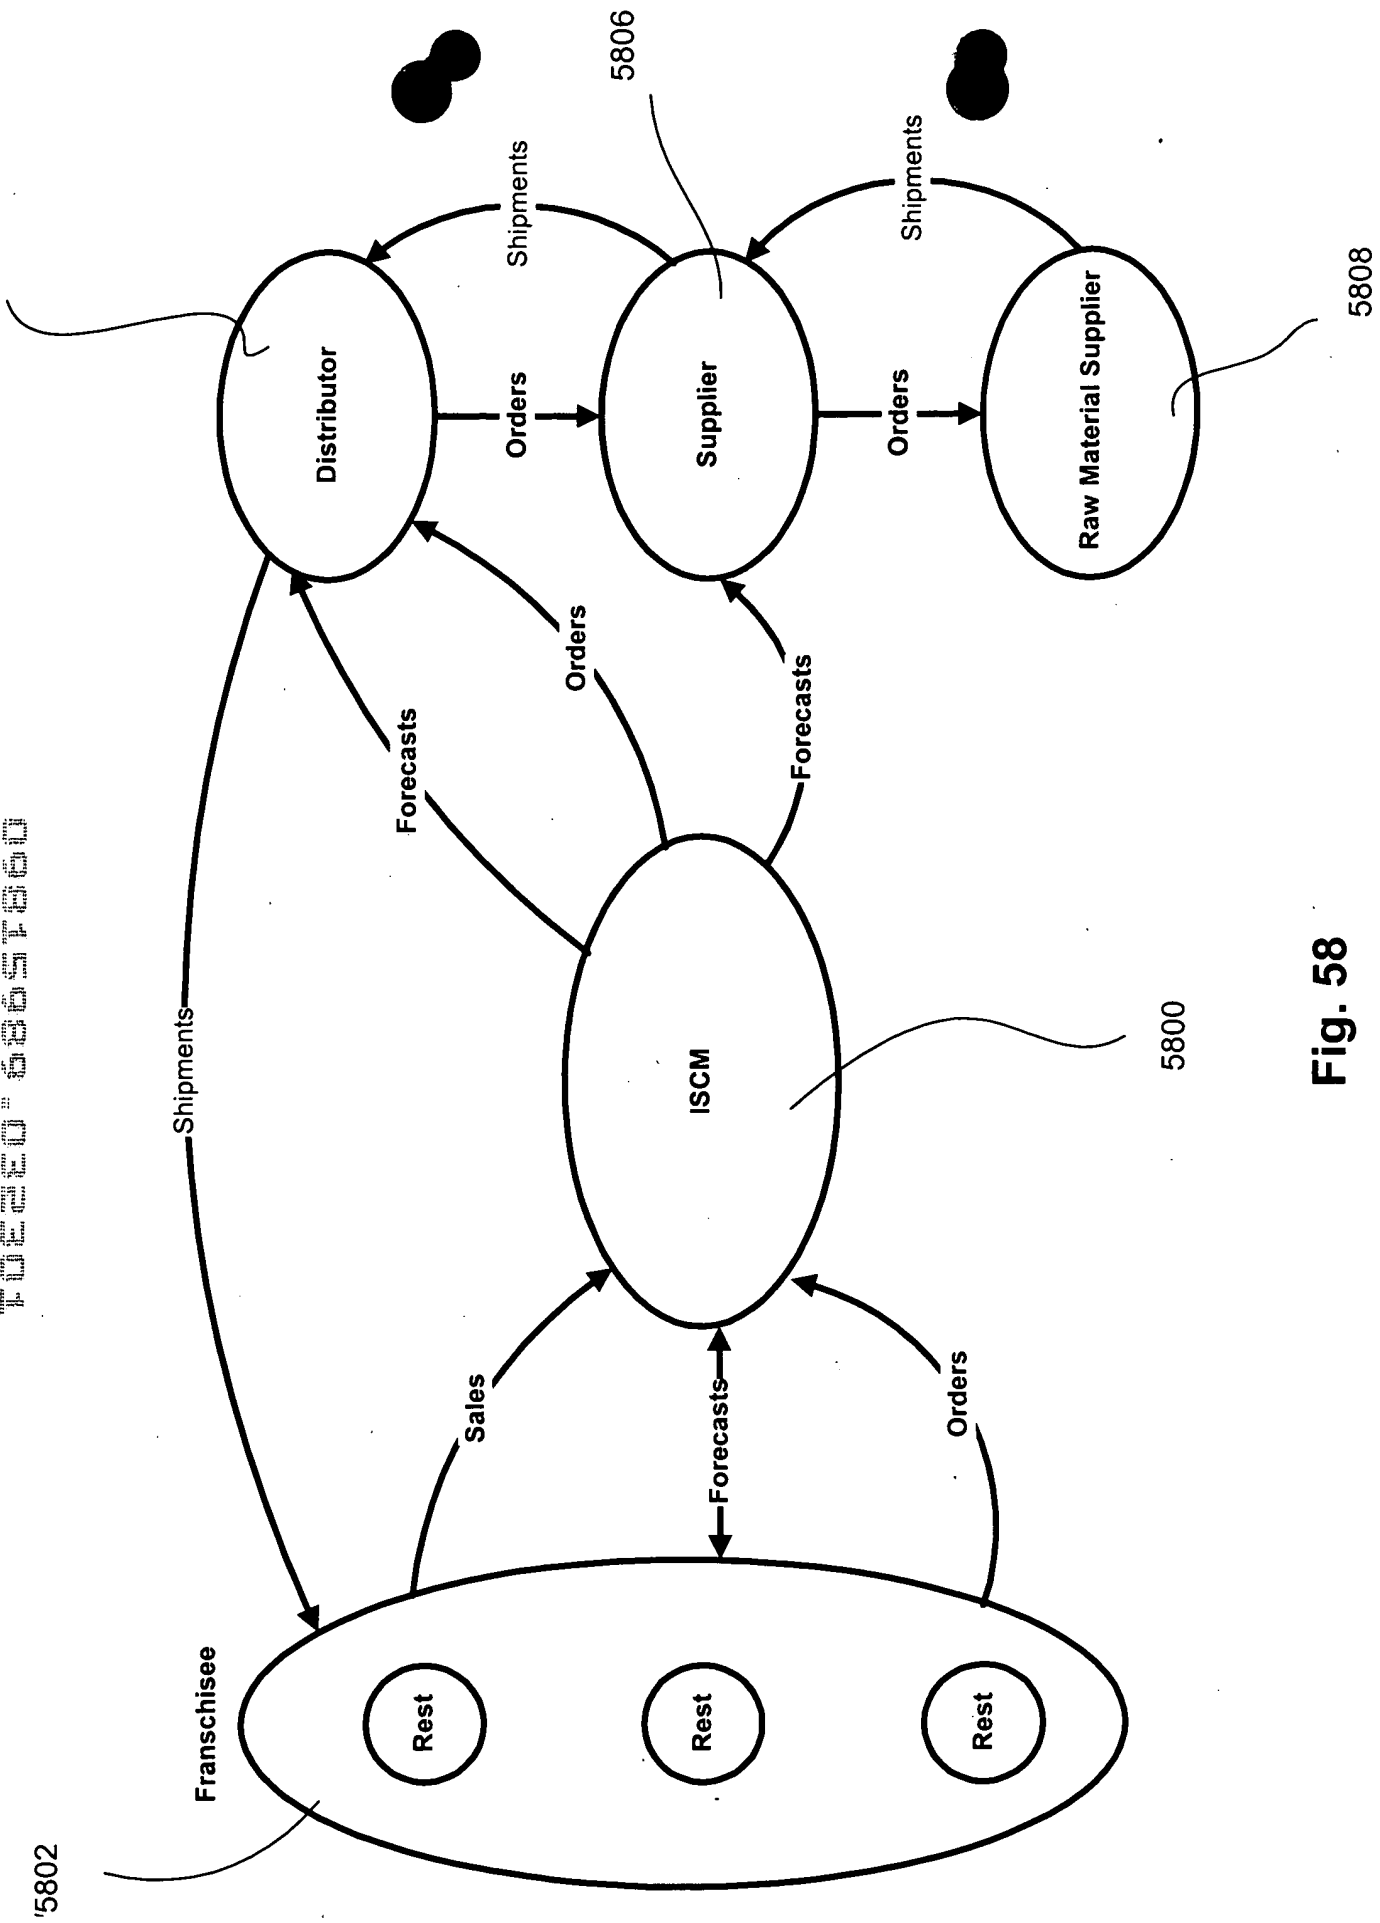 Franschisee
'5802
Rest
Rest
Rest
Shipments
Sales
Forecasts
Orders
ISCM
5800
Forecasts
Orders
Forecasts
Distributor
Shipments
Orders
Supplier
5806
Shipments
Orders
Raw Material Supplier
5808
Fig. 58